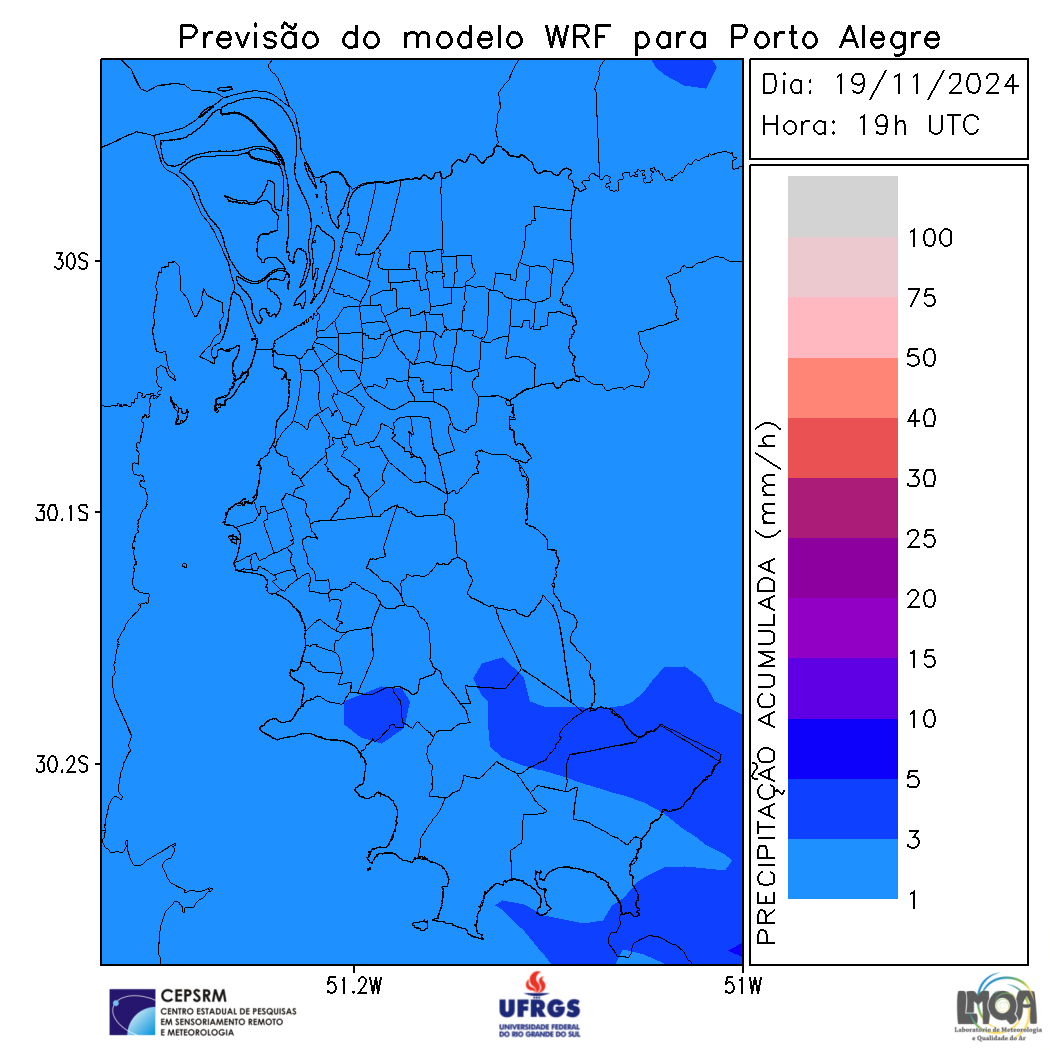 Previsão do modelo WRF para Porto Alegre
Dia: 19/11/2024
Hora: 19h UTC
30S
30.1S
30.2S
51.2W
51W
PRECIPITAÇÃO ACUMULADA (mm/h)
100
75
50
40
30
25
20
15
10
5
3
1
CEPSRM
CENTRO ESTADUAL DE PESQUISAS
EM SENSORIAMENTO REMOTO
E METEOROLOGIA
UFRGS
UNIVERSIDADE FEDERAL
DO RIO GRANDE DO SUL
LMQA
Laboratório de Meteorologia
e Qualidade do Ar